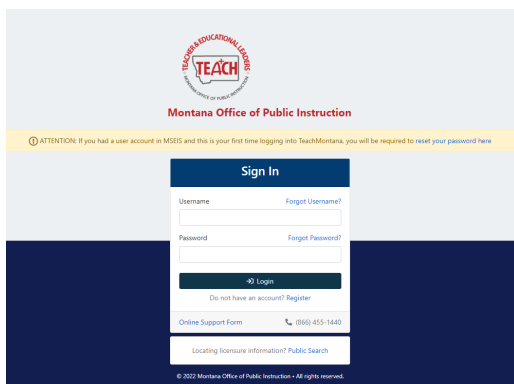 TEACHER & EDUCATIONAL LEADERS
TEACH
MONTANA OFFICE OF PUBLIC INSTRUCTION
Montana Office of Public Instruction
ATTENTION: If you had a user account in MSEIS and this is your first time logging into TeachMontana, you will be required to reset your password here
Sign In
Username Forgot Username?
Password Forgot Password?
Login
Do not have an account? Register
Online Support Form (866) 455-1440
Locating licensure information? Public Search
© 2022 Montana Office of Public Instruction • All rights reserved.